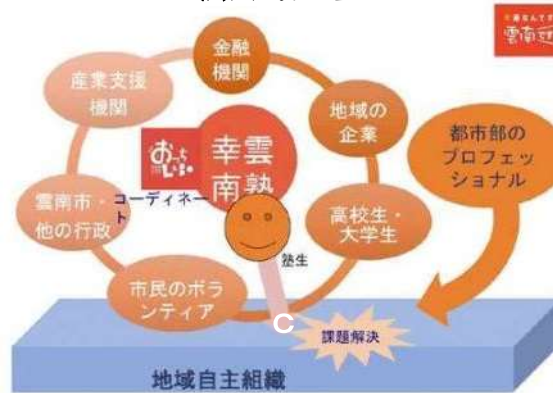 金融
機関
産業支援
機関
地域の
企業
都市部の
プロフェッ
ショナル
おっち
幸雲
南塾
雲南市・
他の行政
コーディネー
ト
高校生・
大学生
塾生
市民のボラ
ンティア
C
課題解決
地域自主組織